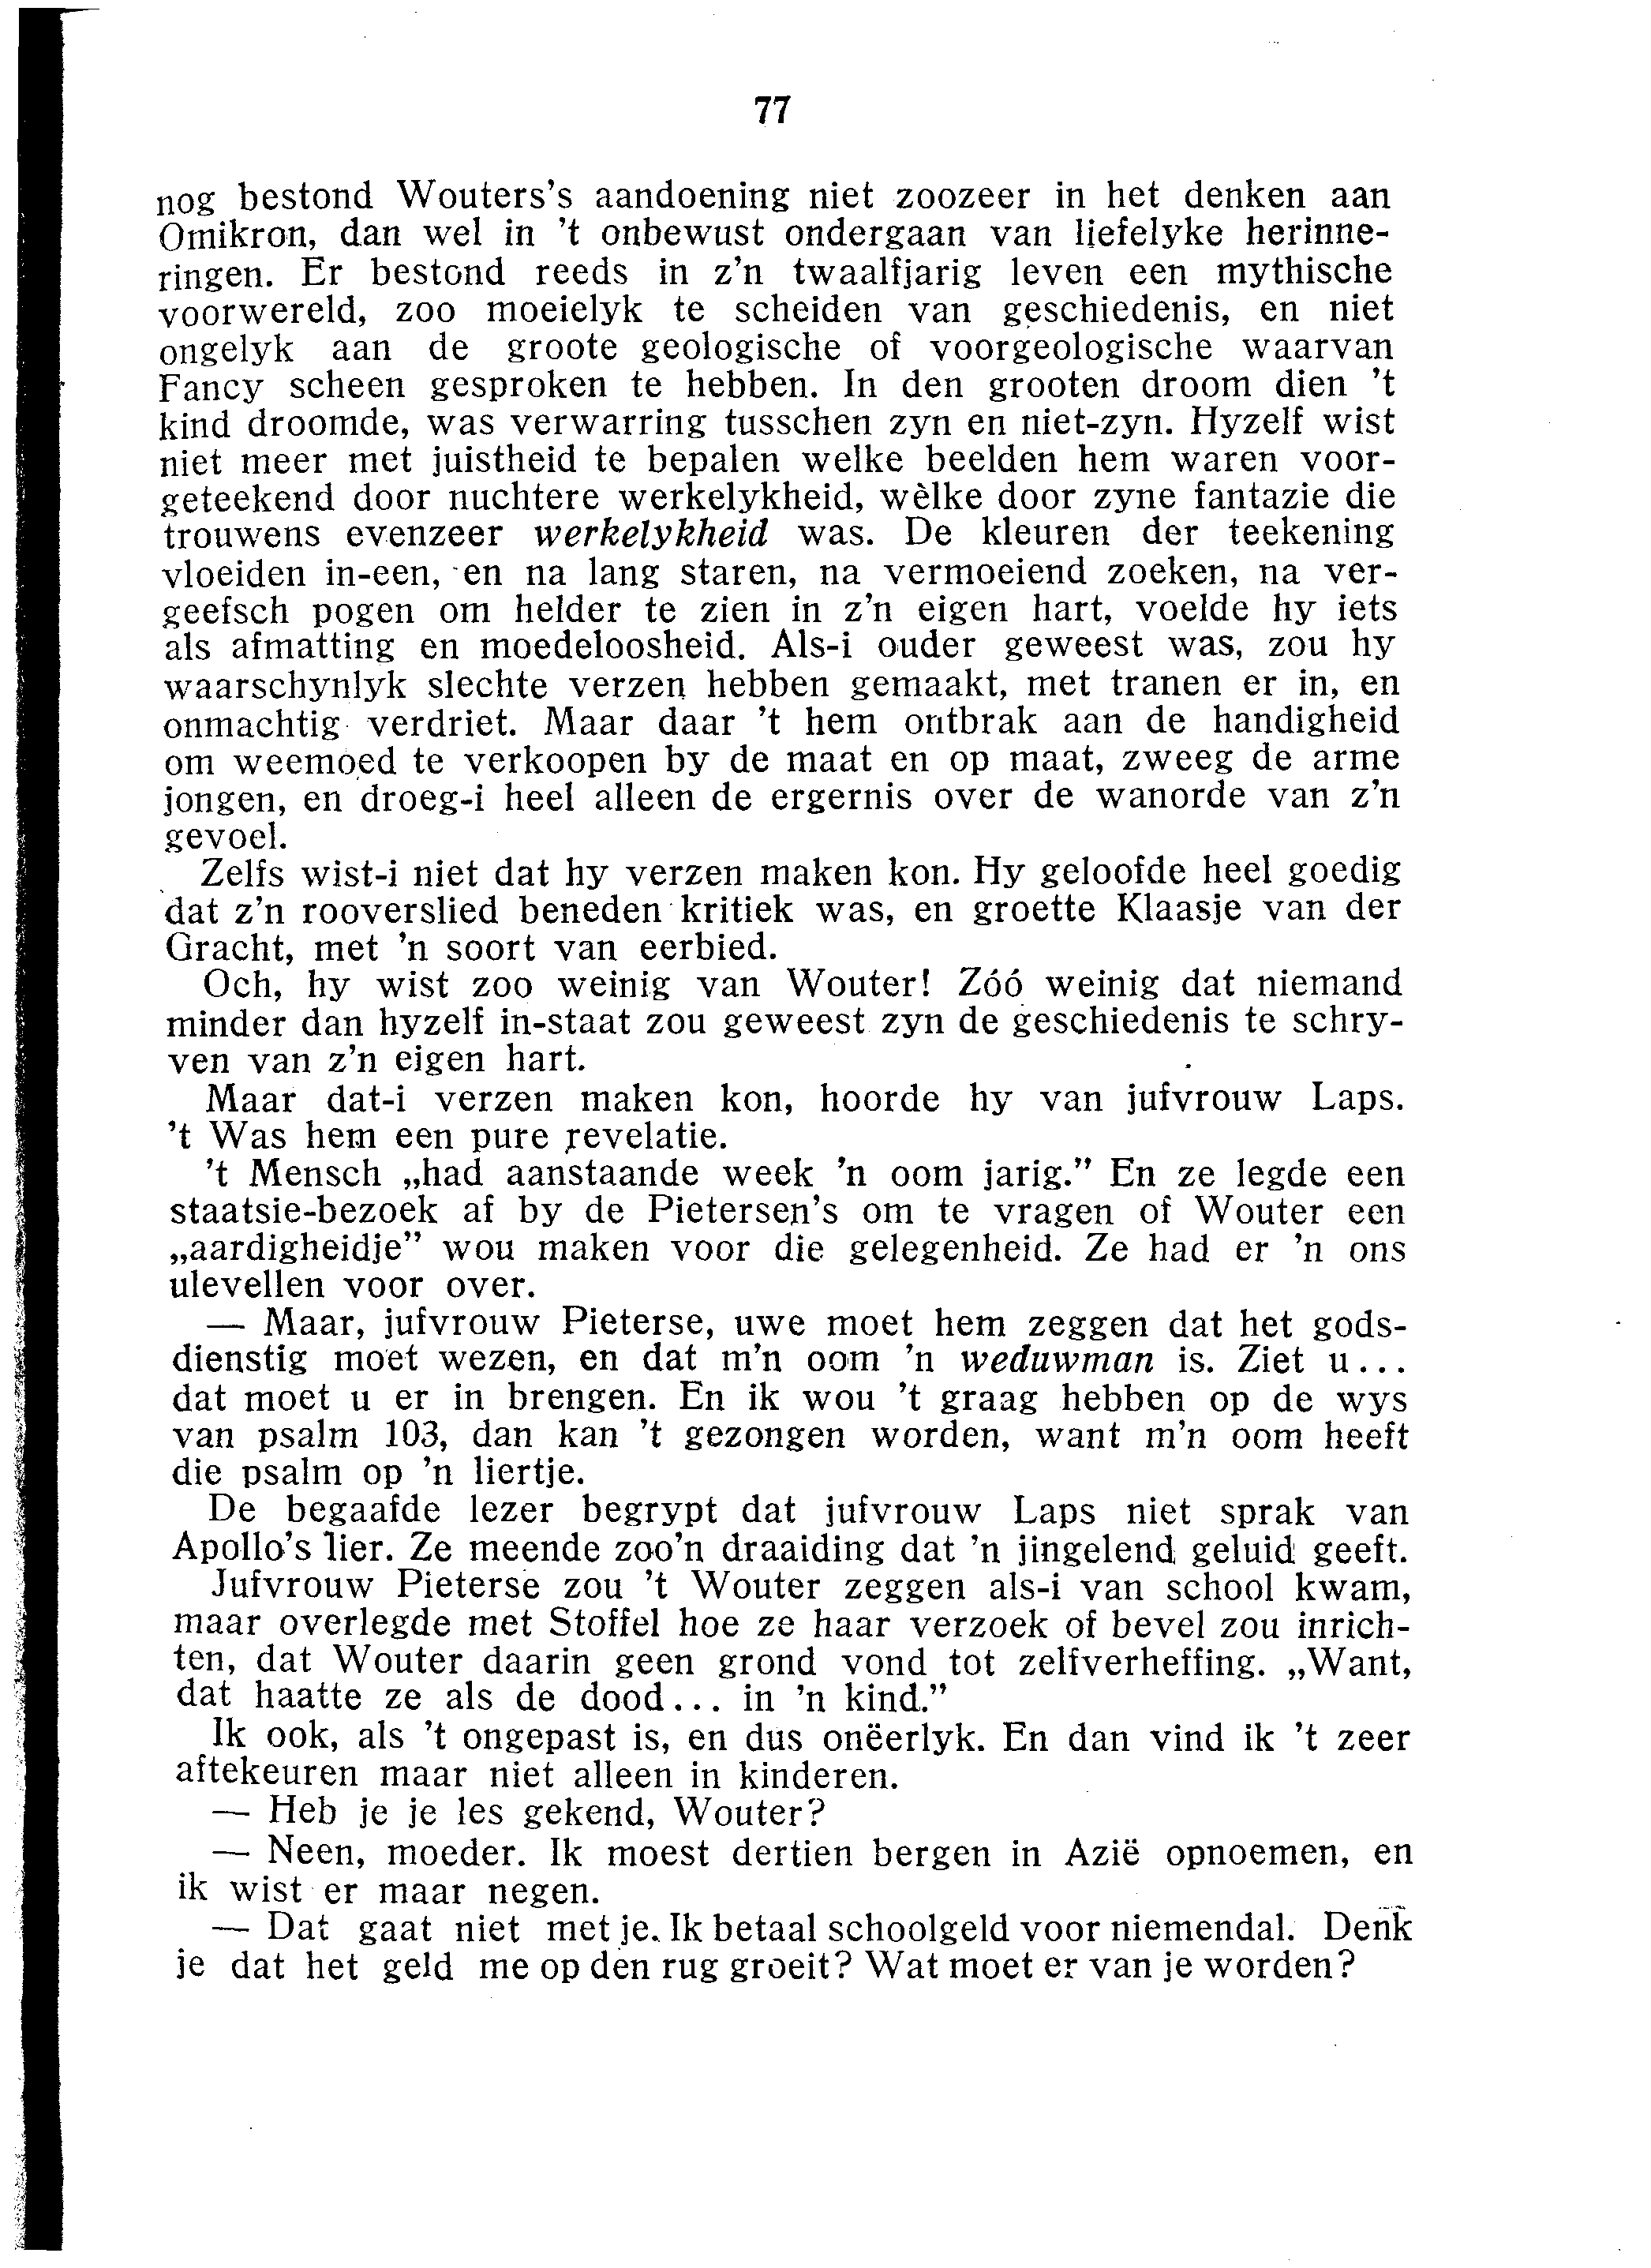 77
nog bestond Wouters's aandoening niet zoozeer in het denken aan
Omikron, dan wel in 't onbewust ondergaan van liefelyke herinne-
ringen. Er bestond reeds in z'n twaalfjarig leven een mythische
voorwereld, zoo moeielyk te scheiden van geschiedenis, en niet
ongelyk aan de groote geologische of voorgeologische waarvan
Fancy scheen gesproken te hebben. In den grooten droom dien 't
kind droomde, was verwarring tusschen zyn en niet-zyn. Hyzelf wist
niet meer met juistheid te bepalen welke beelden hem waren voor-
geteekend door nuchtere werkelykheid, wèlke door zyne fantazie die
trouwens evenzeer werkelykheid was. De kleuren der teekening
vloeiden in-een, en na lang staren, na vermoeiend zoeken, na ver-
geefsch pogen om helder te zien in z'n eigen hart, voelde hy iets
als afmatting en moedeloosheid. Als-i ouder geweest was, zou hy
waarschynlyk slechte verzen hebben gemaakt, met tranen er in, en
onmachtig verdriet. Maar daar 't hem ontbrak aan de handigheid
om weemoed te verkoopen by de maat en op maat, zweeg de arme
jongen, en droeg-i heel alleen de ergernis over de wanorde van z'n
gevoel.
Zelfs wist-i niet dat hy verzen maken kon. Hy geloofde heel goedig
dat z'n rooverslied beneden kritiek was, en groette Klaasje van der
Gracht, met 'n soort van eerbied.
Och, hy wist zoo weinig van Wouter! Zóó weinig dat niemand
minder dan hyzelf in-staat zou geweest zyn de geschiedenis te schry-
ven van z'n eigen hart.
Maar dat-i verzen maken kon, hoorde hy van jufvrouw Laps.
't Was hem een pure revelatie.
't Mensch „had aanstaande week 'n oom jarig." En ze legde een
staatsie-bezoek af by de Pietersen's om te vragen of Wouter een
„aardigheidje" wou maken voor die gelegenheid. Ze had er 'n ons
ulevellen voor over.
— Maar, jufvrouw Pieterse, uwe moet hem zeggen dat het gods-
dienstig moet wezen, en dat m'n oom 'n weduwman is. Ziet u...
dat moet u er in brengen. En ik wou 't graag hebben op de wys
van psalm 103, dan kan 't gezongen worden, want m'n oom heeft
die psalm op 'n liertje.
De begaafde lezer begrypt dat jufvrouw Laps niet sprak van
Apollo's lier. Ze meende zoo'n draaiding dat 'n jingelend geluid geeft.
Jufvrouw Pieterse zou 't Wouter zeggen als-i van school kwam,
maar overlegde met Stoffel hoe ze haar verzoek of bevel zou inrich-
ten, dat Wouter daarin geen grond vond tot zelfverheffing. „Want,
dat haatte ze als de dood... in 'n kind."
Ik ook, als 't ongepast is, en dus onëerlyk. En dan vind ik 't zeer
aftekeuren maar niet alleen in kinderen.
— Heb je je les gekend, Wouter?
— Neen, moeder. Ik moest dertien bergen in Azië opnoemen, en
ik wist er maar negen.
— Dat gaat niet met je. Ik betaal schoolgeld voor niemendal. Denk
je dat het geld me op den rug groeit? Wat moet er van je worden?